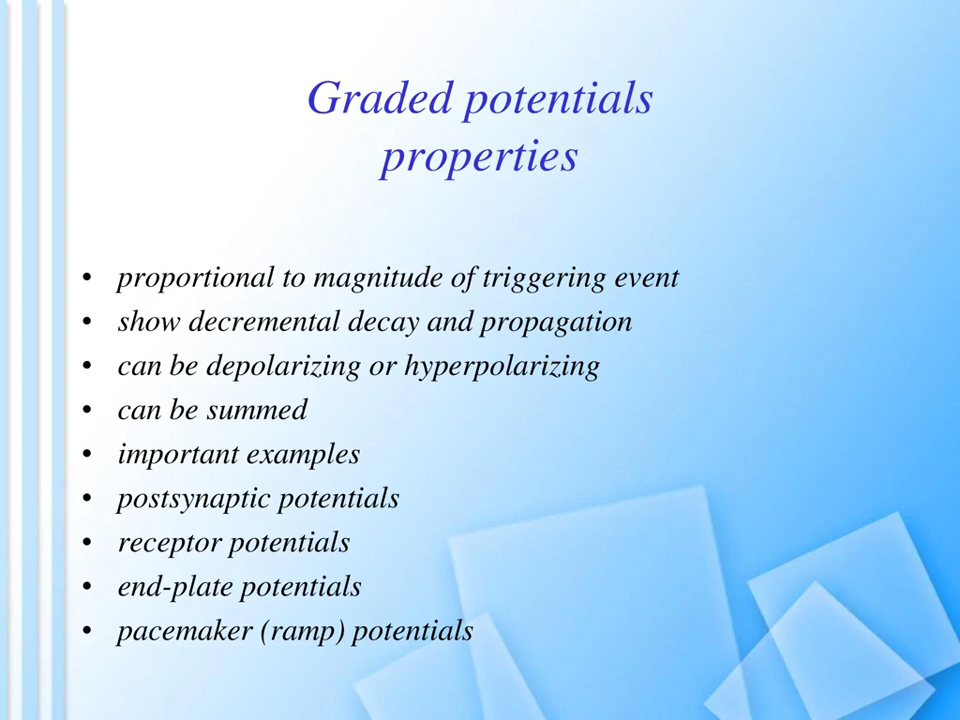 Graded potentials
properties
• proportional to magnitude of triggering event
• show decremental decay and propagation
• can be depolarizing or hyperpolarizing
• can be summed
• important examples
• postsynaptic potentials
• receptor potentials
• end-plate potentials
• pacemaker (ramp) potentials